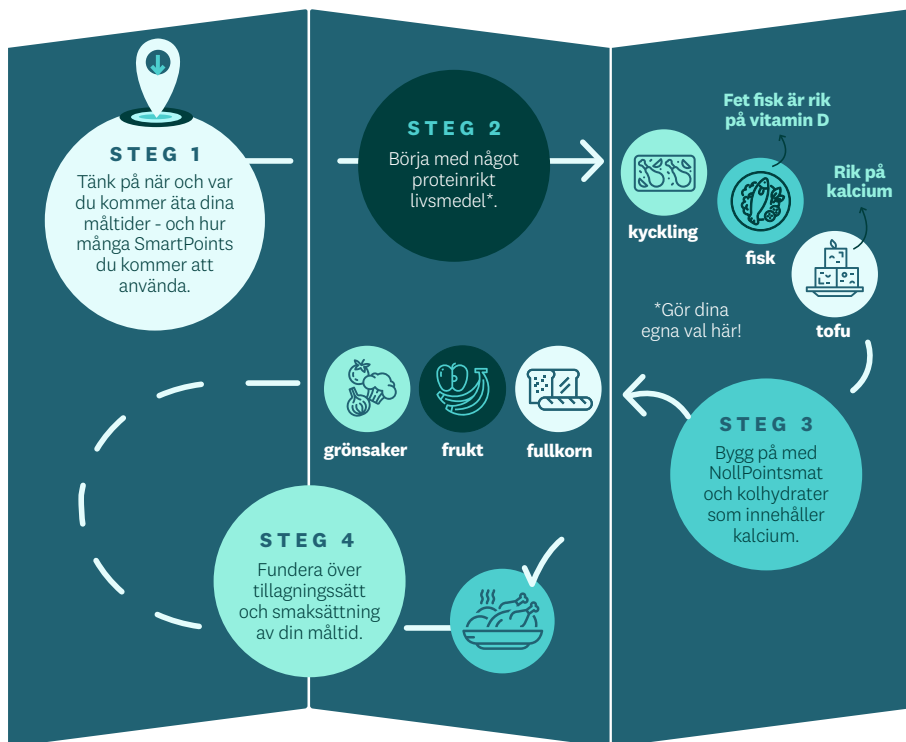 STEG 1
Tänk på när och var
du kommer äta dina
måltider - och hur
många SmartPoints
du kommer att
använda.
STEG 2
Börja med något
proteinrikt
livsmedel*.
Fet fisk är rik
på vitamin D
Rik på
kalcium
kyckling
fisk
tofu
*Gör dina
egna val här!
STEG 3
Bygg på med
NollPointsmat
och kolhydrater
som innehåller
kalcium.
grönsaker
frukt
fullkorn
STEG 4
Fundera över
tillagningssätt
och smaksättning
av din måltid.